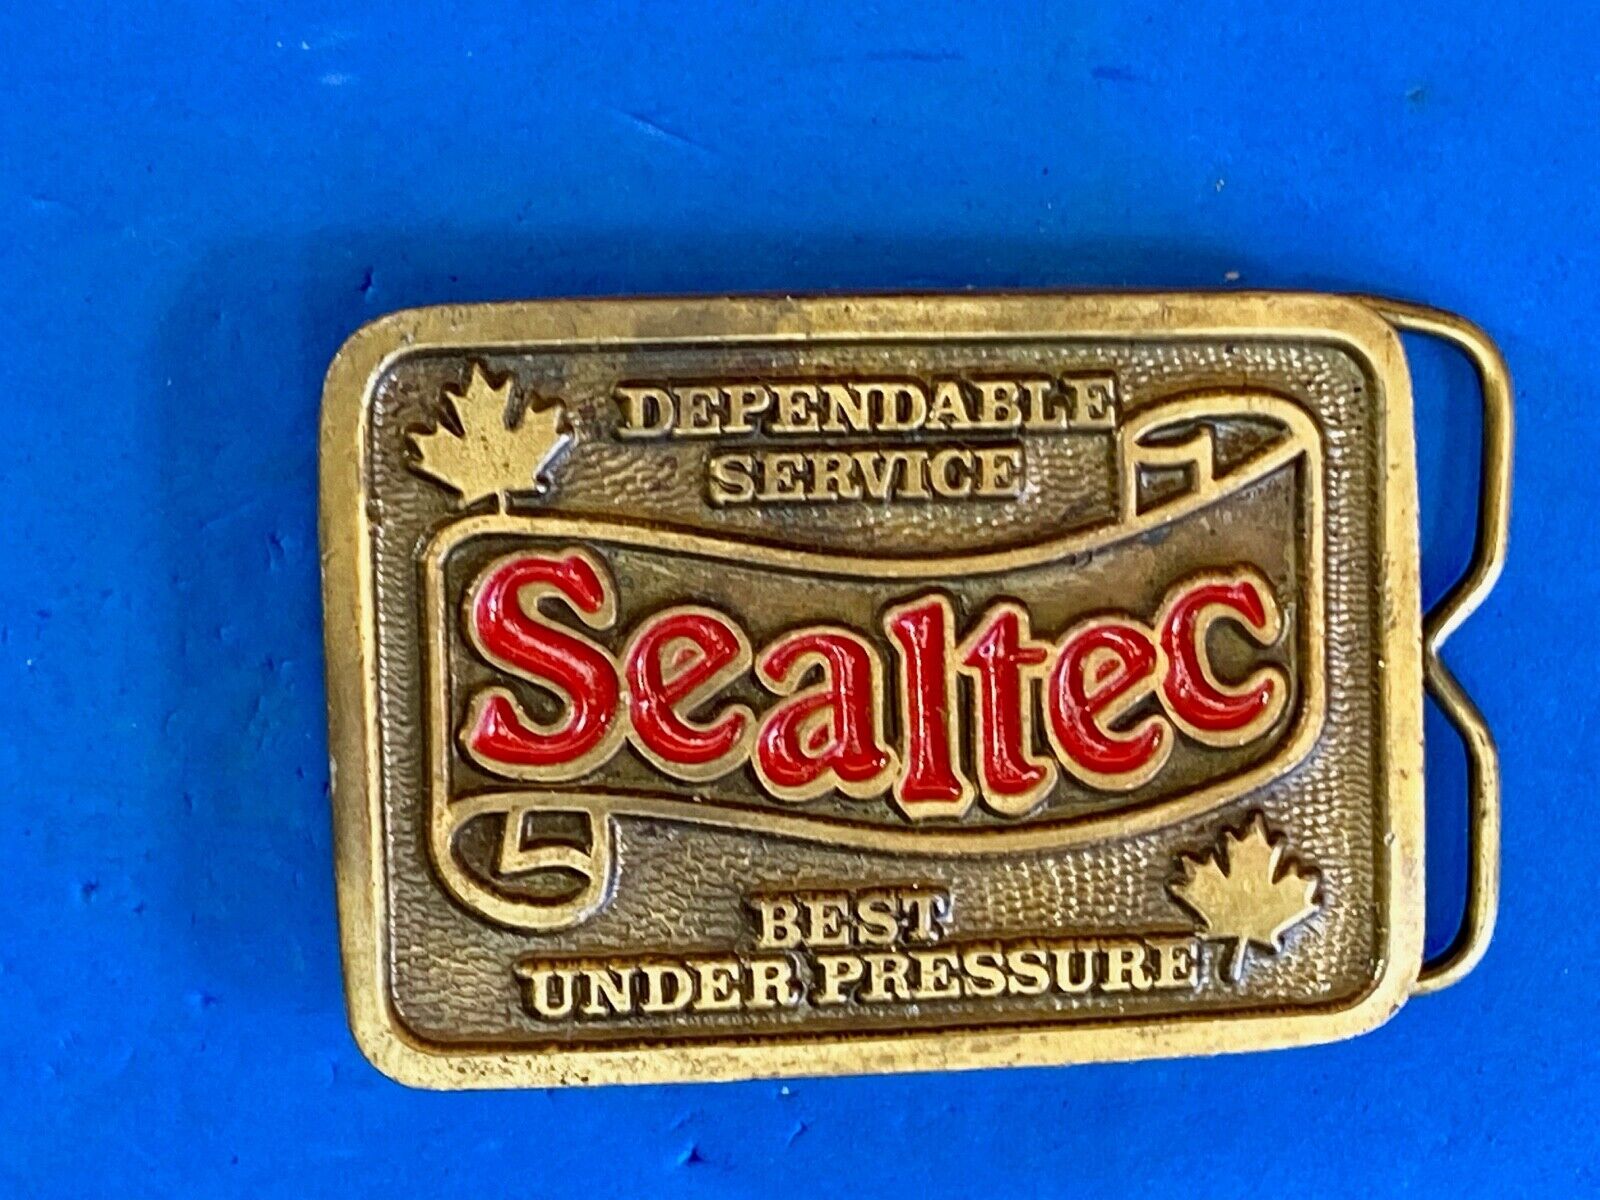 DEPENDABLE
SERVICE
Sealtec
BEST
UNDER PRESSURE